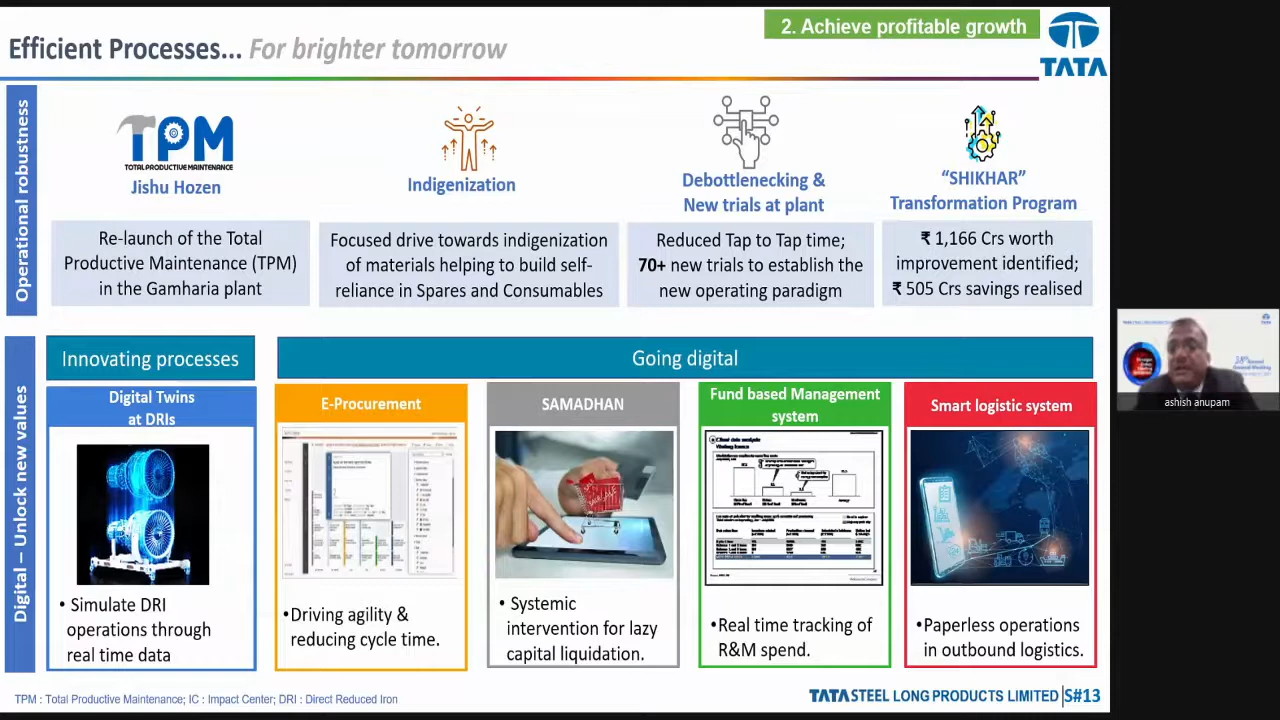 2. Achieve profitable growth
Efficient Processes... For brighter tomorrow
TATA
Operational robustness
TPM
TOTAL PRODUCTIVE MAINTENANCE
Jishu Hozen
Re-launch of the Total
Productive Maintenance (TPM)
in the Gamharia plant
Indigenization
Focused drive towards indigenization
of materials helping to build self-
reliance in Spares and Consumables
Debottlenecking &
New trials at plant
Reduced Tap to Tap time;
70+ new trials to establish the
new operating paradigm
“SHIKHAR”
Transformation Program
₹ 1,166 Crs worth
improvement identified;
₹ 505 Crs savings realised
Digital – Unlock new values
Innovating processes
Going digital
Digital Twins
at DRIs
• Simulate DRI
operations through
real time data
E-Procurement
•Driving agility &
reducing cycle time.
SAMADHAN
• Systemic
intervention for lazy
capital liquidation.
Fund based Management
system
•Real time tracking of
R&M spend.
Smart logistic system
•Paperless operations
in outbound logistics.
TPM : Total Productive Maintenance; IC : Impact Center; DRI : Direct Reduced Iron
TATA STEEL LONG PRODUCTS LIMITED S#13
ashish anupam